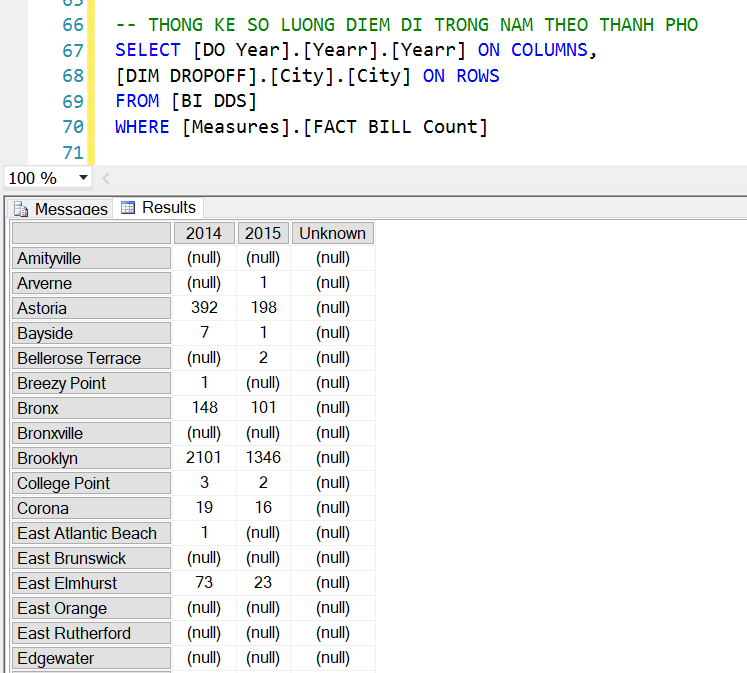 65
66 -- THONG KE SO LUONG DIEM DI TRONG NAM THEO THANH PHO
67 SELECT [DO Year].[Yearr].[Yearr] ON COLUMNS,
68 [DIM DROPOFF].[City].[City] ON ROWS
69 FROM [BI DDS]
70 WHERE [Measures].[FACT BILL Count]
71
100 %
Messages Results
2014 2015 Unknown
Amityville (null) (null) (null)
Arverne (null) 1 (null)
Astoria 392 198 (null)
Bayside 7 1 (null)
Bellerose Terrace (null) 2 (null)
Breezy Point 1 (null) (null)
Bronx 148 101 (null)
Bronxville (null) (null) (null)
Brooklyn 2101 1346 (null)
College Point 3 2 (null)
Corona 19 16 (null)
East Atlantic Beach 1 (null) (null)
East Brunswick (null) (null) (null)
East Elmhurst 73 23 (null)
East Orange (null) (null) (null)
East Rutherford (null) (null) (null)
Edgewater (null) (null) (null)